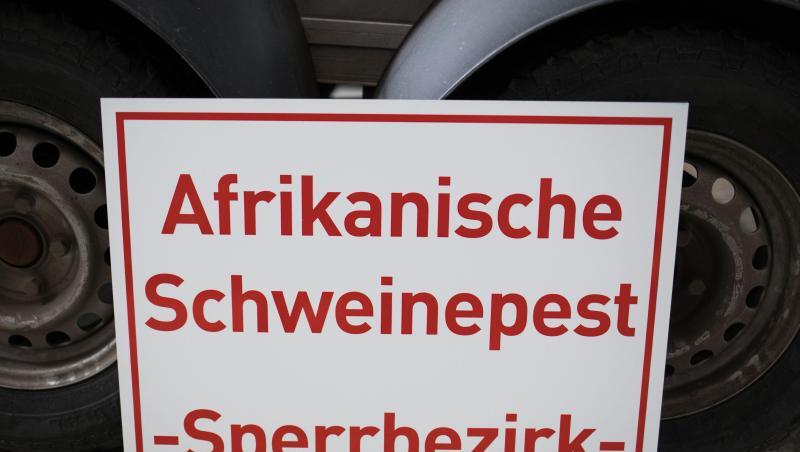 Afrikanische
Schweinepest
-Sperrbezirk-